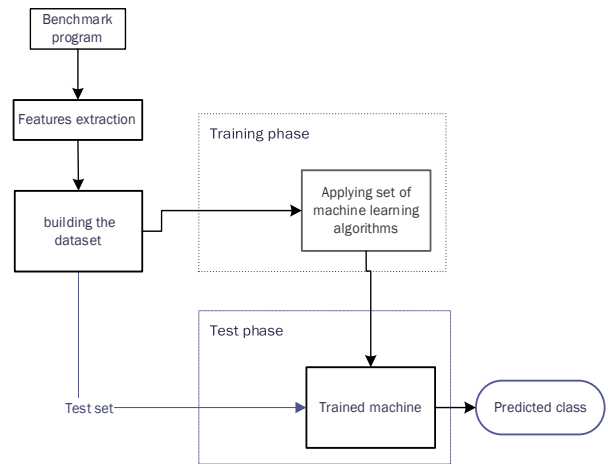 Benchmark
program
Features extraction
Training phase
Applying set of
machine learning
algorithms
building the
dataset
Test phase
Test set
Trained machine
Predicted class